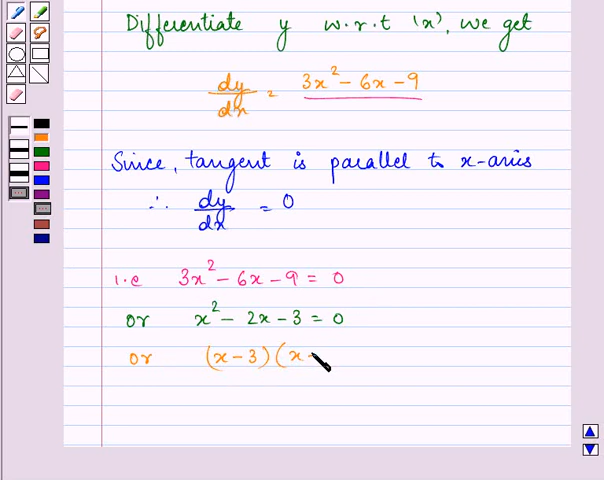 Differentiate y w.r.t 'x', we get
dy/dx = 3x² - 6x - 9
Since, tangent is parallel to x-axis
∴ dy/dx = 0
i.e 3x² - 6x - 9 = 0
or x² - 2x - 3 = 0
or (x - 3)(x